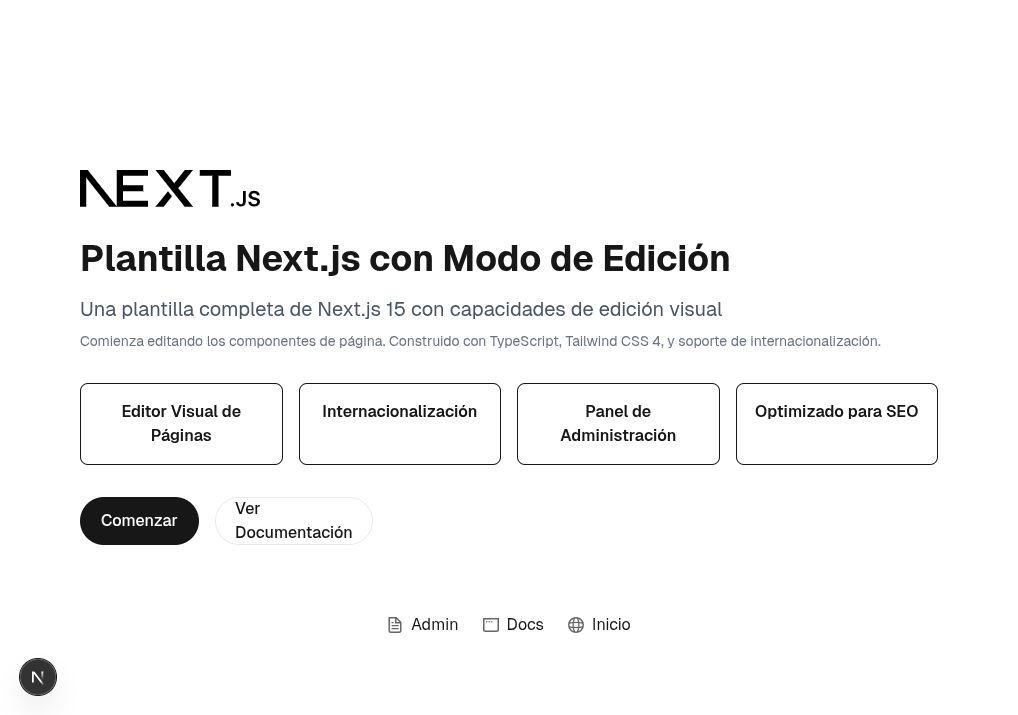 NEXT.JS
Plantilla Next.js con Modo de Edición
Una plantilla completa de Next.js 15 con capacidades de edición visual
Comienza editando los componentes de página. Construido con TypeScript, Tailwind CSS 4, y soporte de internacionalización.
Editor Visual de
Páginas
Internacionalización
Panel de
Administración
Optimizado para SEO
Comenzar
Ver
Documentación
Admin
Docs
Inicio
N